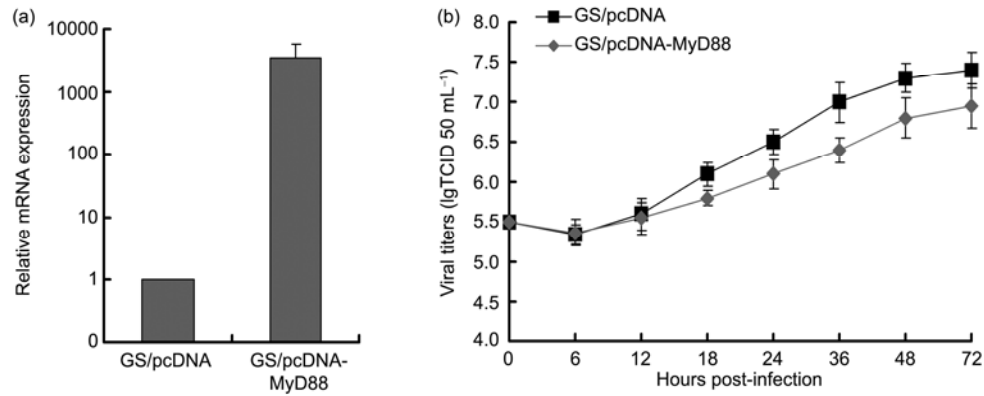 (a)
Relative mRNA expression
10000
1000
100
10
1
0
GS/pcDNA
GS/pcDNA-
MyD88
(b)
GS/pcDNA
GS/pcDNA-MyD88
Viral titers (lgTCID 50 mL⁻¹)
8.0
7.5
7.0
6.5
6.0
5.5
5.0
4.5
4.0
0 6 12 18 24 36 48 72
Hours post-infection